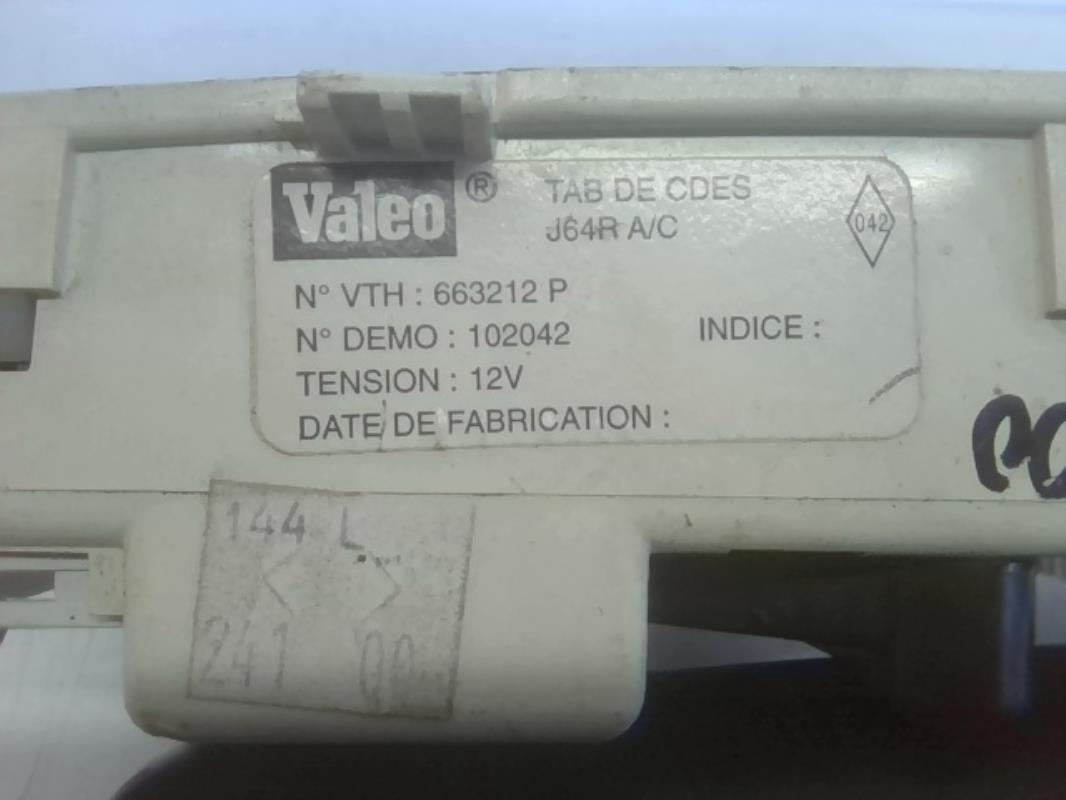 Valeo ® TAB DE CDES
J64R A/C
042
N° VTH : 663212 P
N° DEMO : 102042 INDICE :
TENSION : 12V
DATE DE FABRICATION :
144 L
241 00